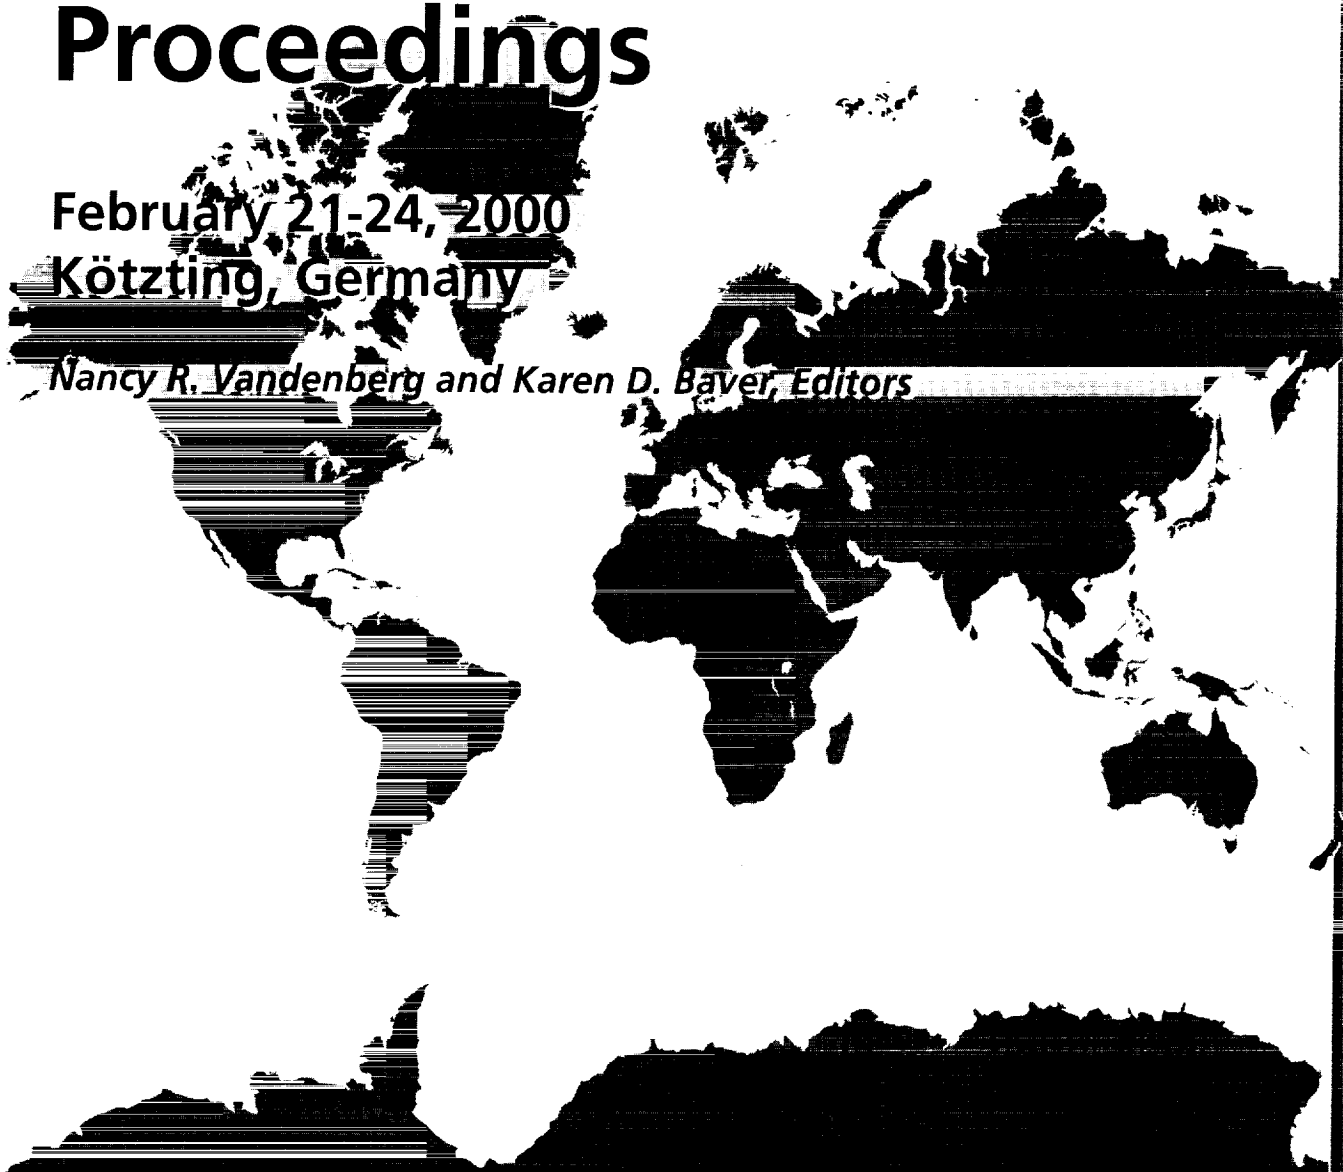 Proceedings
February 21-24, 2000
Kötzting, Germany
Nancy R. Vandenberg and Karen D. Baver, Editors